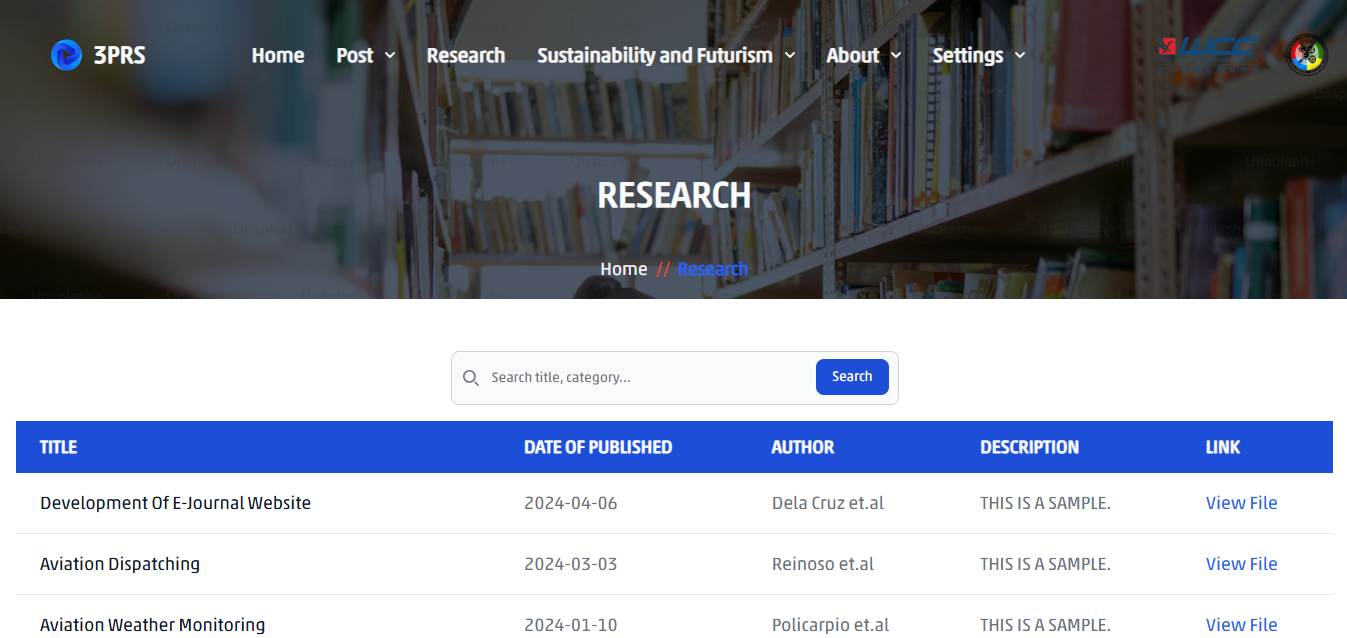 3PRS
Home Post Research Sustainability and Futurism About Settings
WCC
Unsplash+
RESEARCH
Home // Research
Search title, category... Search
TITLE DATE OF PUBLISHED AUTHOR DESCRIPTION LINK
Development Of E-Journal Website 2024-04-06 Dela Cruz et.al THIS IS A SAMPLE. View File
Aviation Dispatching 2024-03-03 Reinoso et.al THIS IS A SAMPLE. View File
Aviation Weather Monitoring 2024-01-10 Policarpio et.al THIS IS A SAMPLE. View File